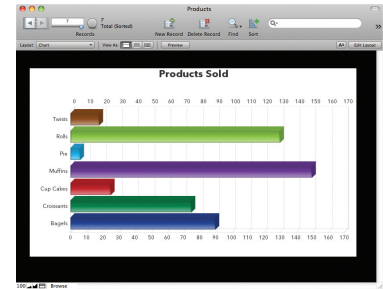 Products
7
7
Total (Sorted)
Records
New Record Delete Record Find Sort
Layout: Chart View As: Preview Edit Layout
Products Sold
0 10 20 30 40 50 60 70 80 90 100 110 120 130 140 150 160 170
Twists
Rolls
Pie
Muffins
Cup Cakes
Croissants
Bagels
0 10 20 30 40 50 60 70 80 90 100 110 120 130 140 150 160 170
100 Browse